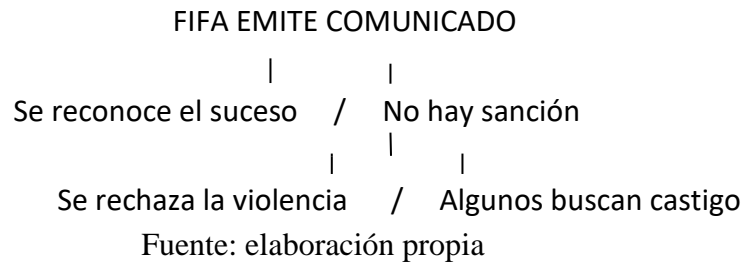 FIFA EMITE COMUNICADO
Se reconoce el suceso / No hay sanción
Se rechaza la violencia / Algunos buscan castigo
Fuente: elaboración propia